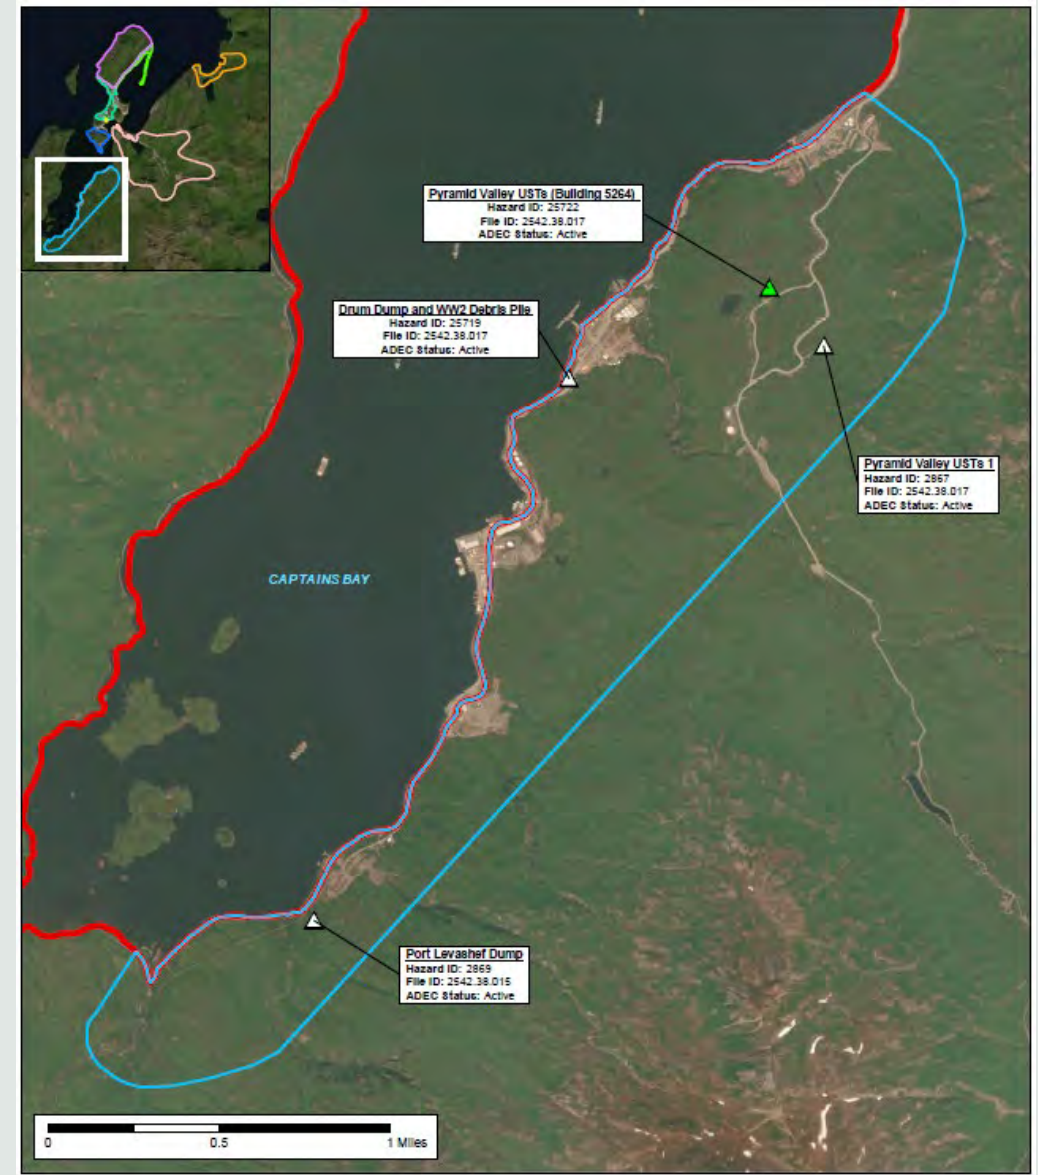 Pyramid Valley USTs (Building 5264)
Hazard ID: 25722
File ID: 2542.38.017
ADEC Status: Active
Drum Dump and WW2 Debris Pile
Hazard ID: 25719
File ID: 2542.38.017
ADEC Status: Active
Pyramid Valley USTs 1
Hazard ID: 2867
File ID: 2542.38.017
ADEC Status: Active
CAPTAINS BAY
Port Levashef Dump
Hazard ID: 2869
File ID: 2542.38.015
ADEC Status: Active
0 0.5 1 Miles